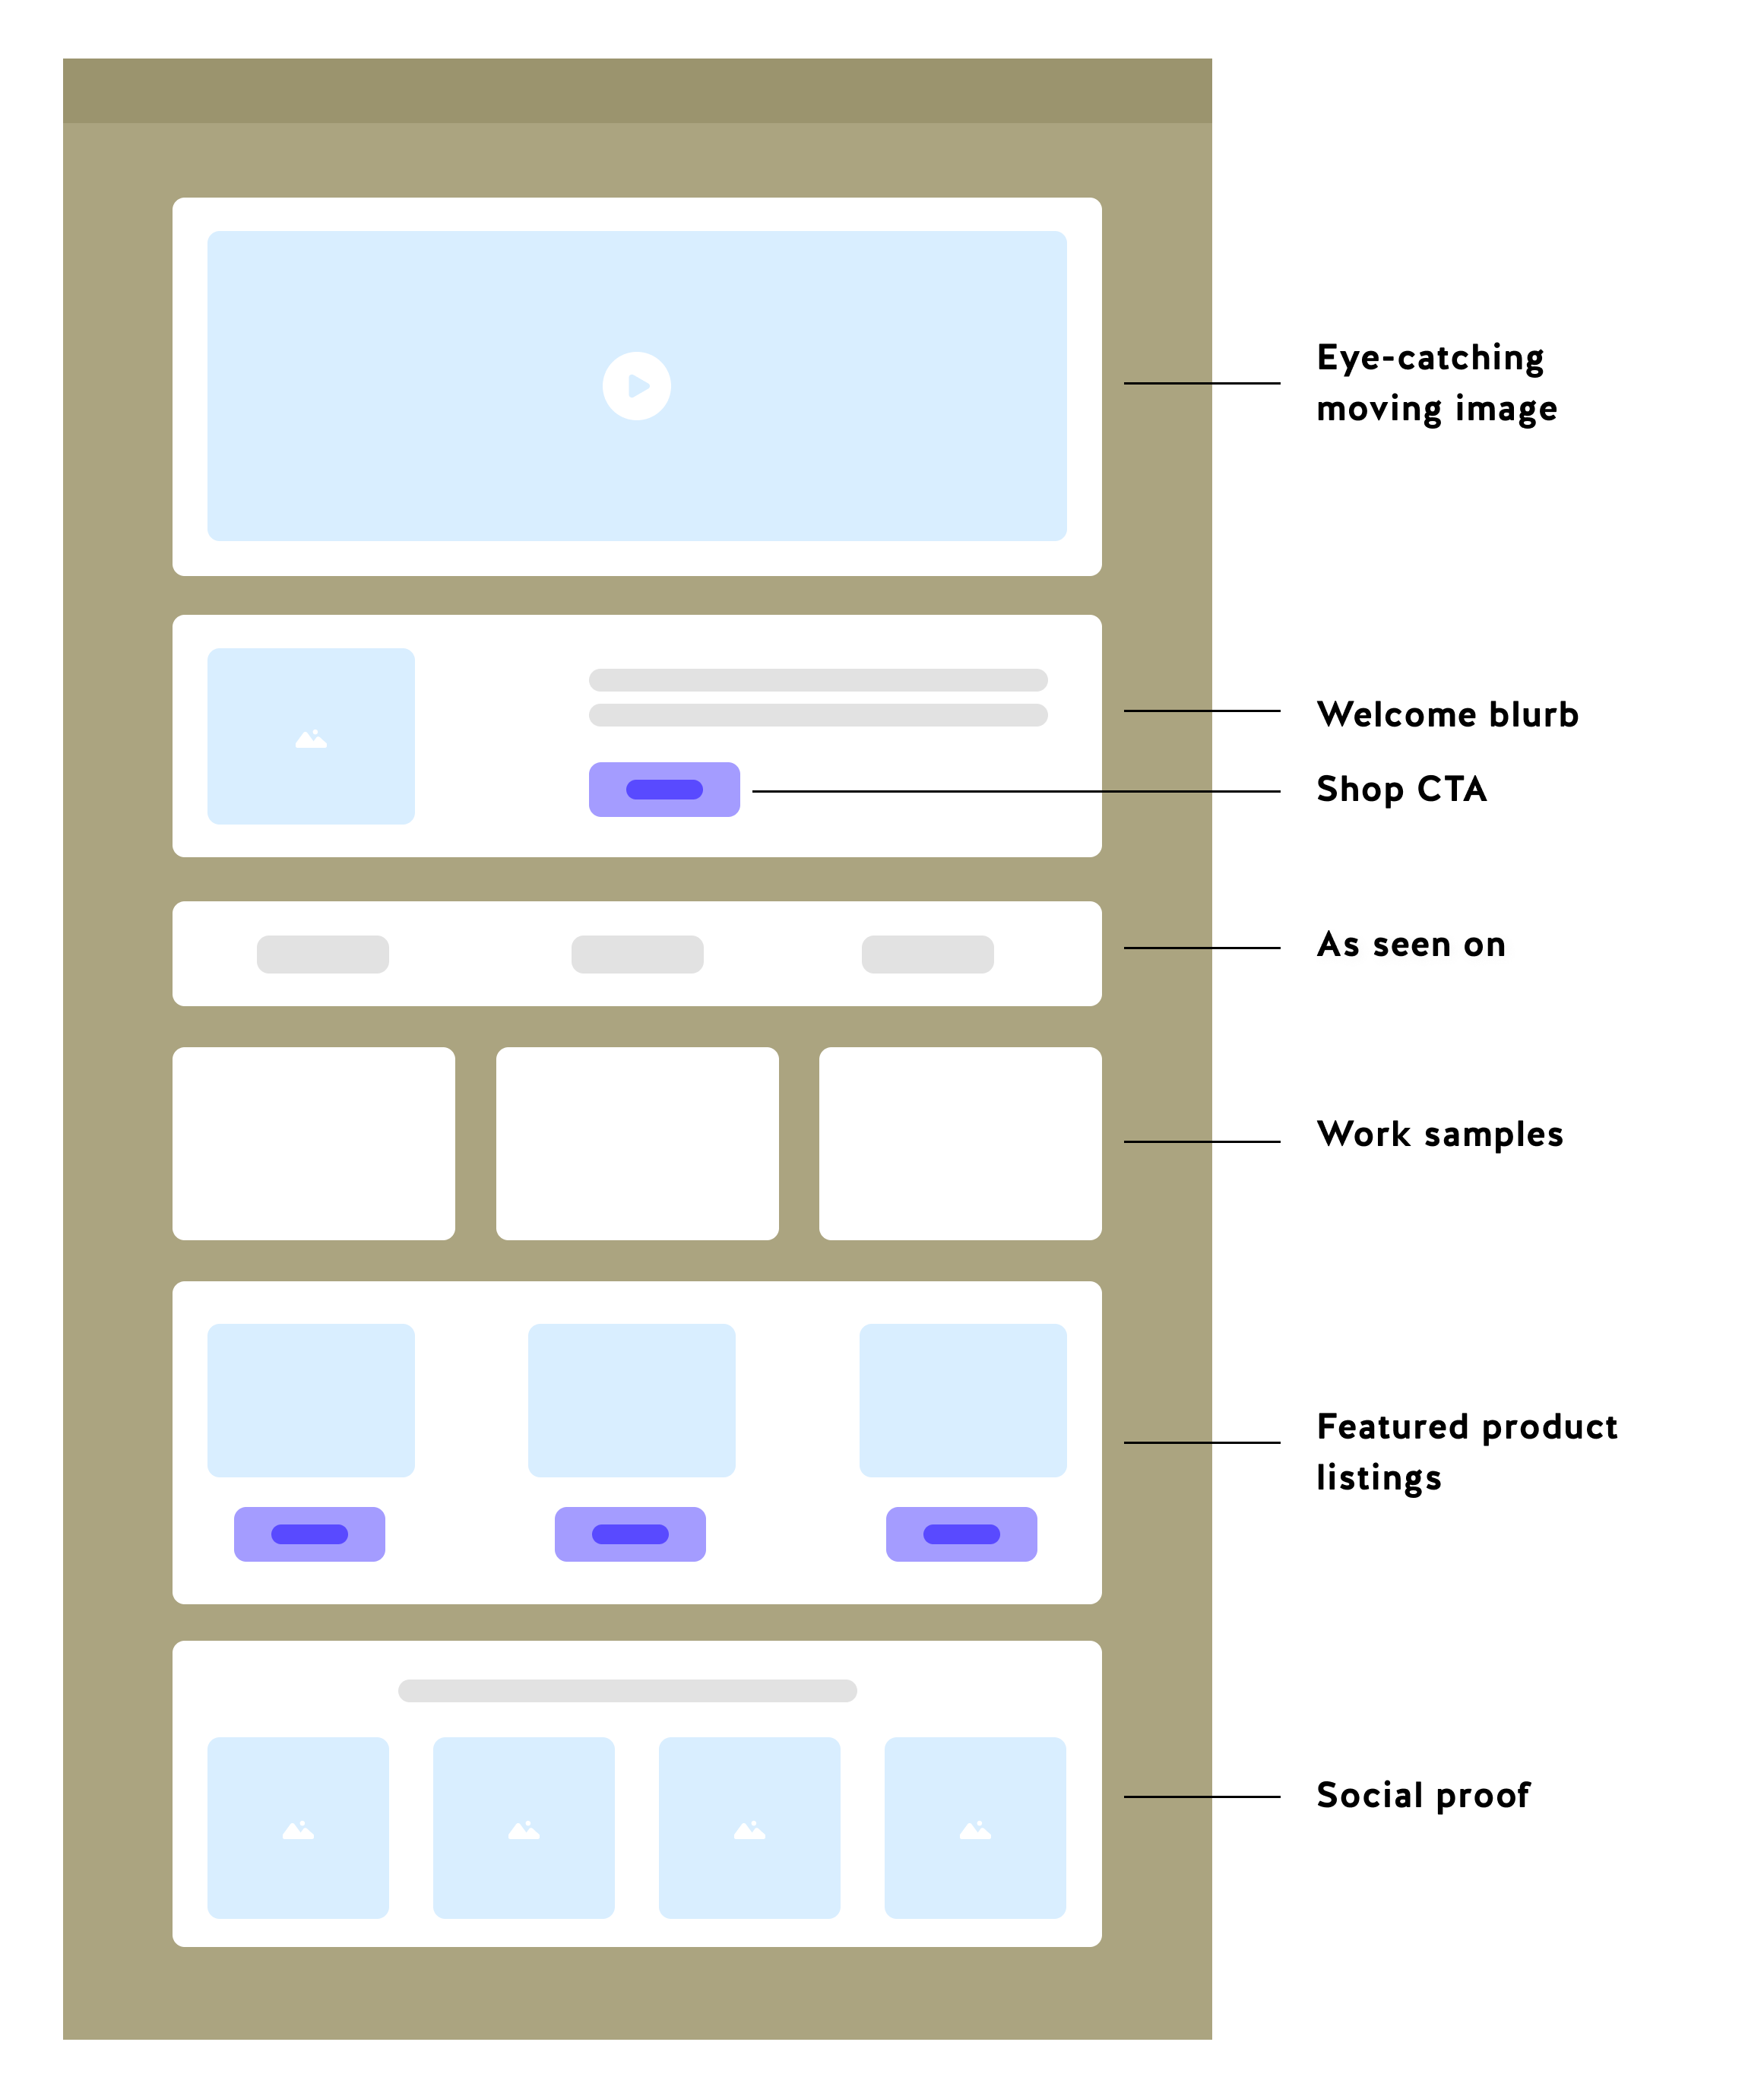 Eye-catching
moving image
Welcome blurb
Shop CTA
As seen on
Work samples
Featured product
listings
Social proof